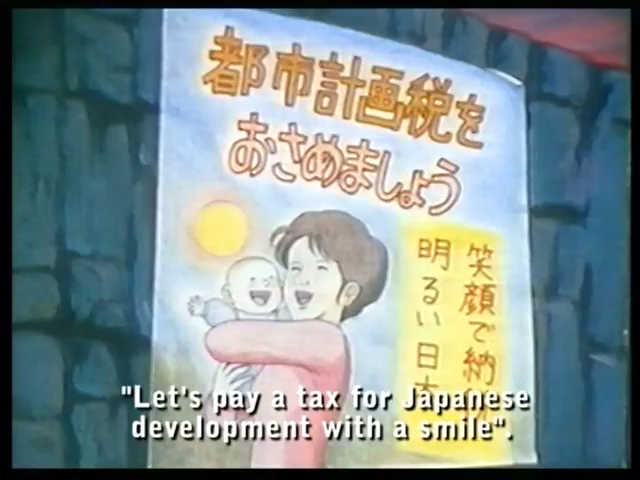 都市計画税を
おさめましょう
笑顔で納
明るい日本
"Let's pay a tax for Japanese
development with a smile".